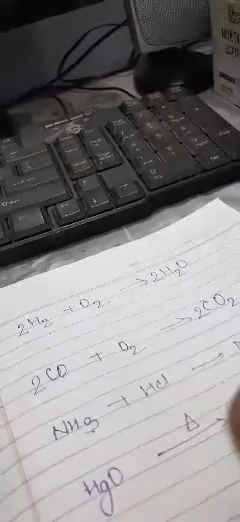 2H₂ + O₂ → 2H₂O
2CO + O₂ → 2CO₂
NH₃ + HCl →
HgO Δ→